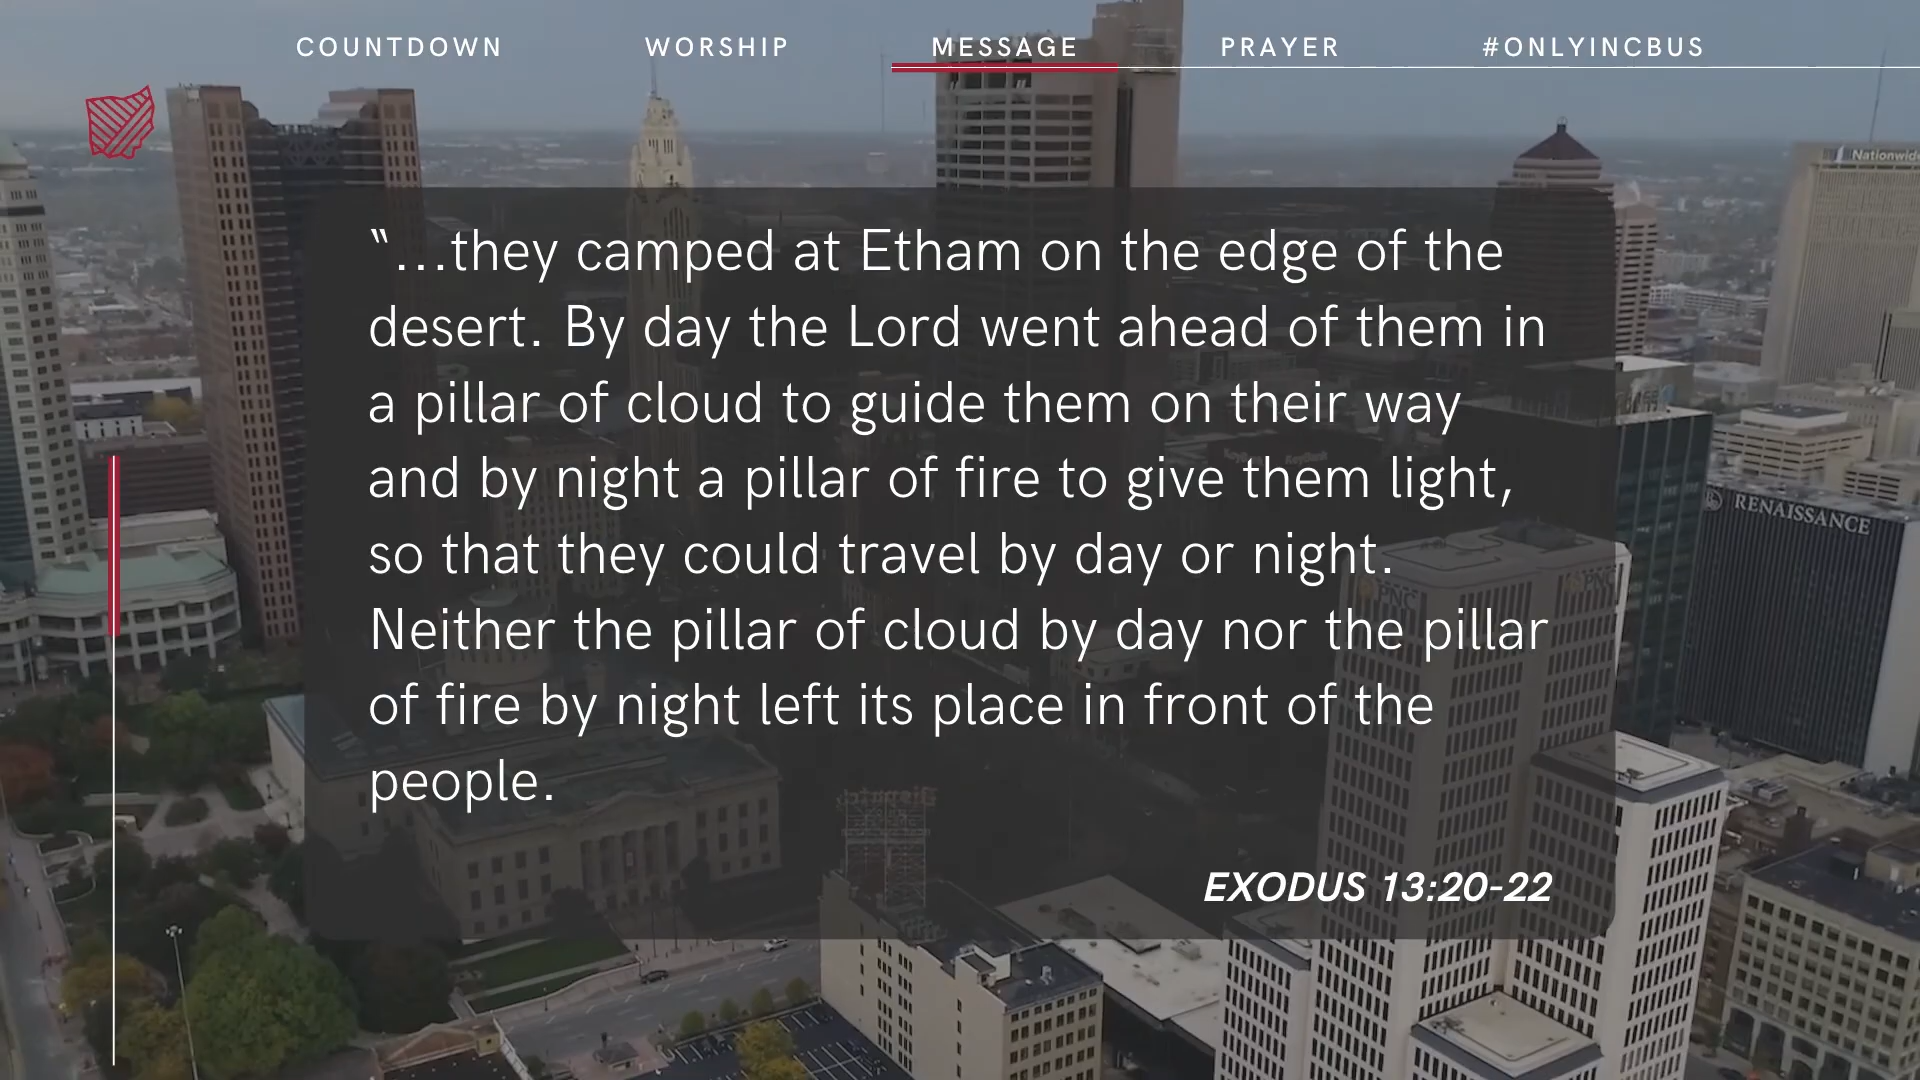 COUNTDOWN WORSHIP MESSAGE PRAYER #ONLYINCBUS
Nationwide
“...they camped at Etham on the edge of the
desert. By day the Lord went ahead of them in
a pillar of cloud to guide them on their way
and by night a pillar of fire to give them light,
so that they could travel by day or night.
Neither the pillar of cloud by day nor the pillar
of fire by night left its place in front of the
people.
EXODUS 13:20-22
KeyBank
RENAISSANCE
PNC
PNC